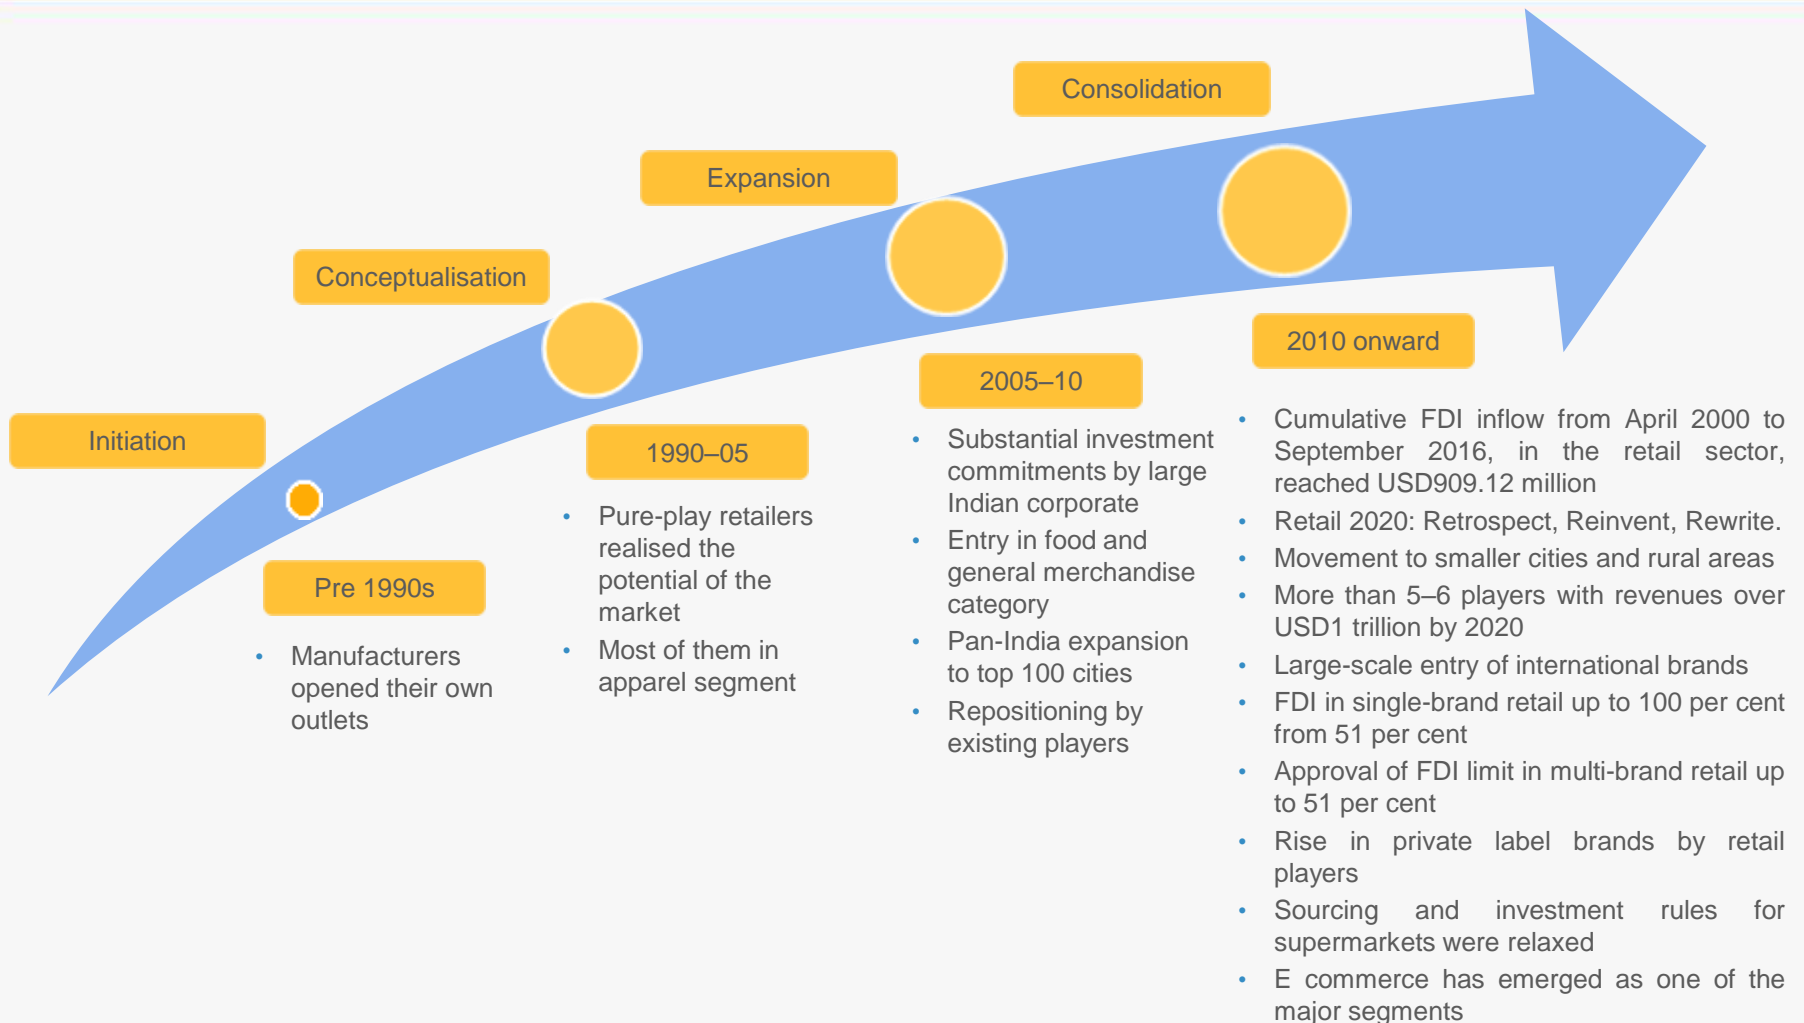 Consolidation
Expansion
Conceptualisation
Initiation
Pre 1990s
• Manufacturers
opened their own
outlets
1990–05
• Pure-play retailers
realised the
potential of the
market
• Most of them in
apparel segment
2005–10
• Substantial investment
commitments by large
Indian corporate
• Entry in food and
general merchandise
category
• Pan-India expansion
to top 100 cities
• Repositioning by
existing players
2010 onward
• Cumulative FDI inflow from April 2000 to
September 2016, in the retail sector,
reached USD909.12 million
• Retail 2020: Retrospect, Reinvent, Rewrite.
• Movement to smaller cities and rural areas
• More than 5–6 players with revenues over
USD1 trillion by 2020
• Large-scale entry of international brands
• FDI in single-brand retail up to 100 per cent
from 51 per cent
• Approval of FDI limit in multi-brand retail up
to 51 per cent
• Rise in private label brands by retail
players
• Sourcing and investment rules for
supermarkets were relaxed
• E commerce has emerged as one of the
major segments